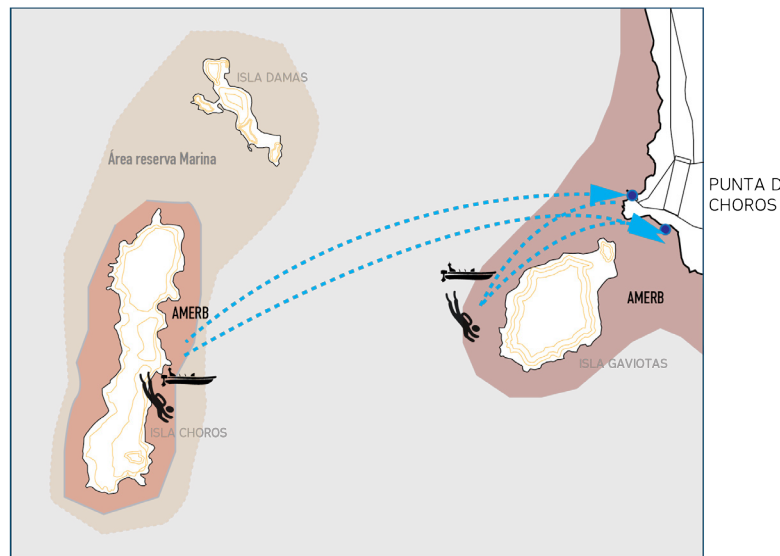 ISLA DAMAS
Área reserva Marina
PUNTA D
CHOROS
AMERB
AMERB
ISLA GAVIOTAS
ISLA CHOROS